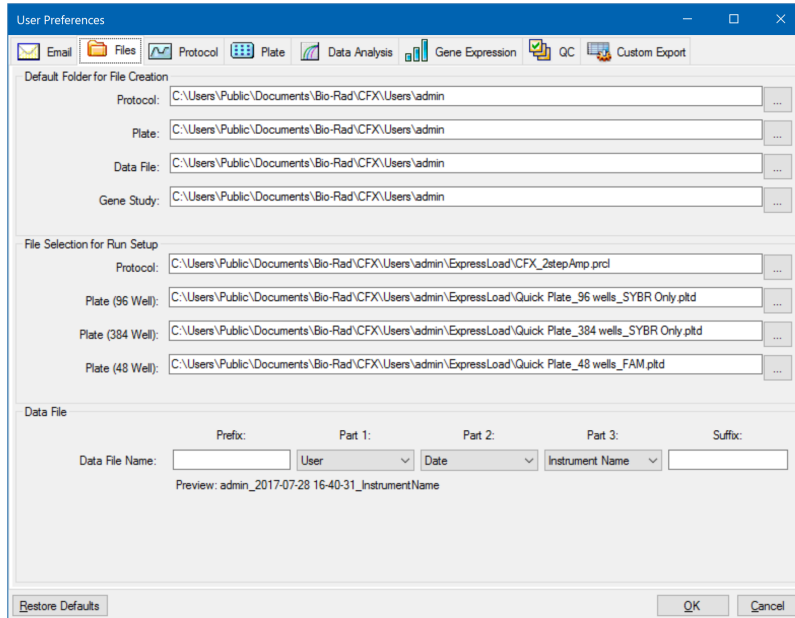 User Preferences
Email Files Protocol Plate Data Analysis Gene Expression QC Custom Export
Default Folder for File Creation
Protocol: C:\Users\Public\Documents\Bio-Rad\CFX\Users\admin ...
Plate: C:\Users\Public\Documents\Bio-Rad\CFX\Users\admin ...
Data File: C:\Users\Public\Documents\Bio-Rad\CFX\Users\admin ...
Gene Study: C:\Users\Public\Documents\Bio-Rad\CFX\Users\admin ...
File Selection for Run Setup
Protocol: C:\Users\Public\Documents\Bio-Rad\CFX\Users\admin\ExpressLoad\CFX_2stepAmp.prcl ...
Plate (96 Well): C:\Users\Public\Documents\Bio-Rad\CFX\Users\admin\ExpressLoad\Quick Plate_96 wells_SYBR Only.pltd ...
Plate (384 Well): C:\Users\Public\Documents\Bio-Rad\CFX\Users\admin\ExpressLoad\Quick Plate_384 wells_SYBR Only.pltd ...
Plate (48 Well): C:\Users\Public\Documents\Bio-Rad\CFX\Users\admin\ExpressLoad\Quick Plate_48 wells_FAM.pltd ...
Data File
Prefix: Part 1: Part 2: Part 3: Suffix:
Data File Name: User Date Instrument Name
Preview: admin_2017-07-28 16-40-31_InstrumentName
Restore Defaults OK Cancel